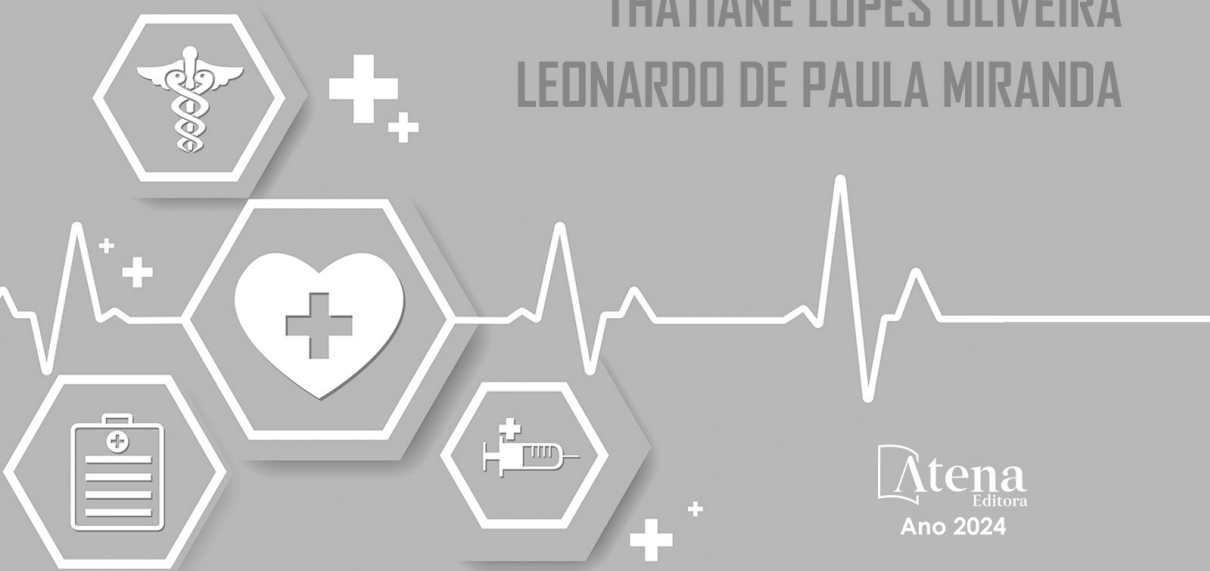 THATIANE LOPES OLIVEIRA
LEONARDO DE PAULA MIRANDA
Atena
Editora
Ano 2024